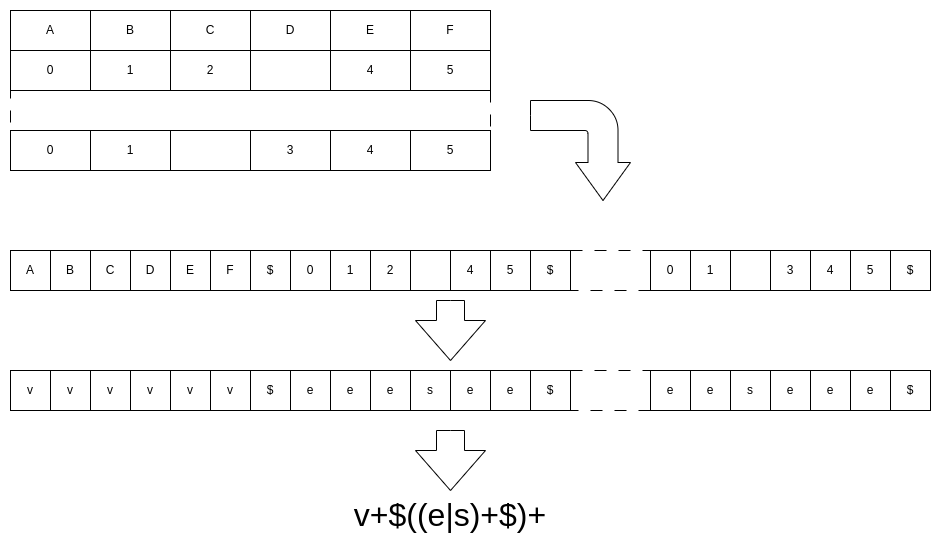 A B C D E F
0 1 2 4 5
0 1 3 4 5
A B C D E F $ 0 1 2 4 5 $ 0 1 3 4 5 $
v v v v v v $ e e e s e e $ e e s e e e $
v+$((e|s)+$)+